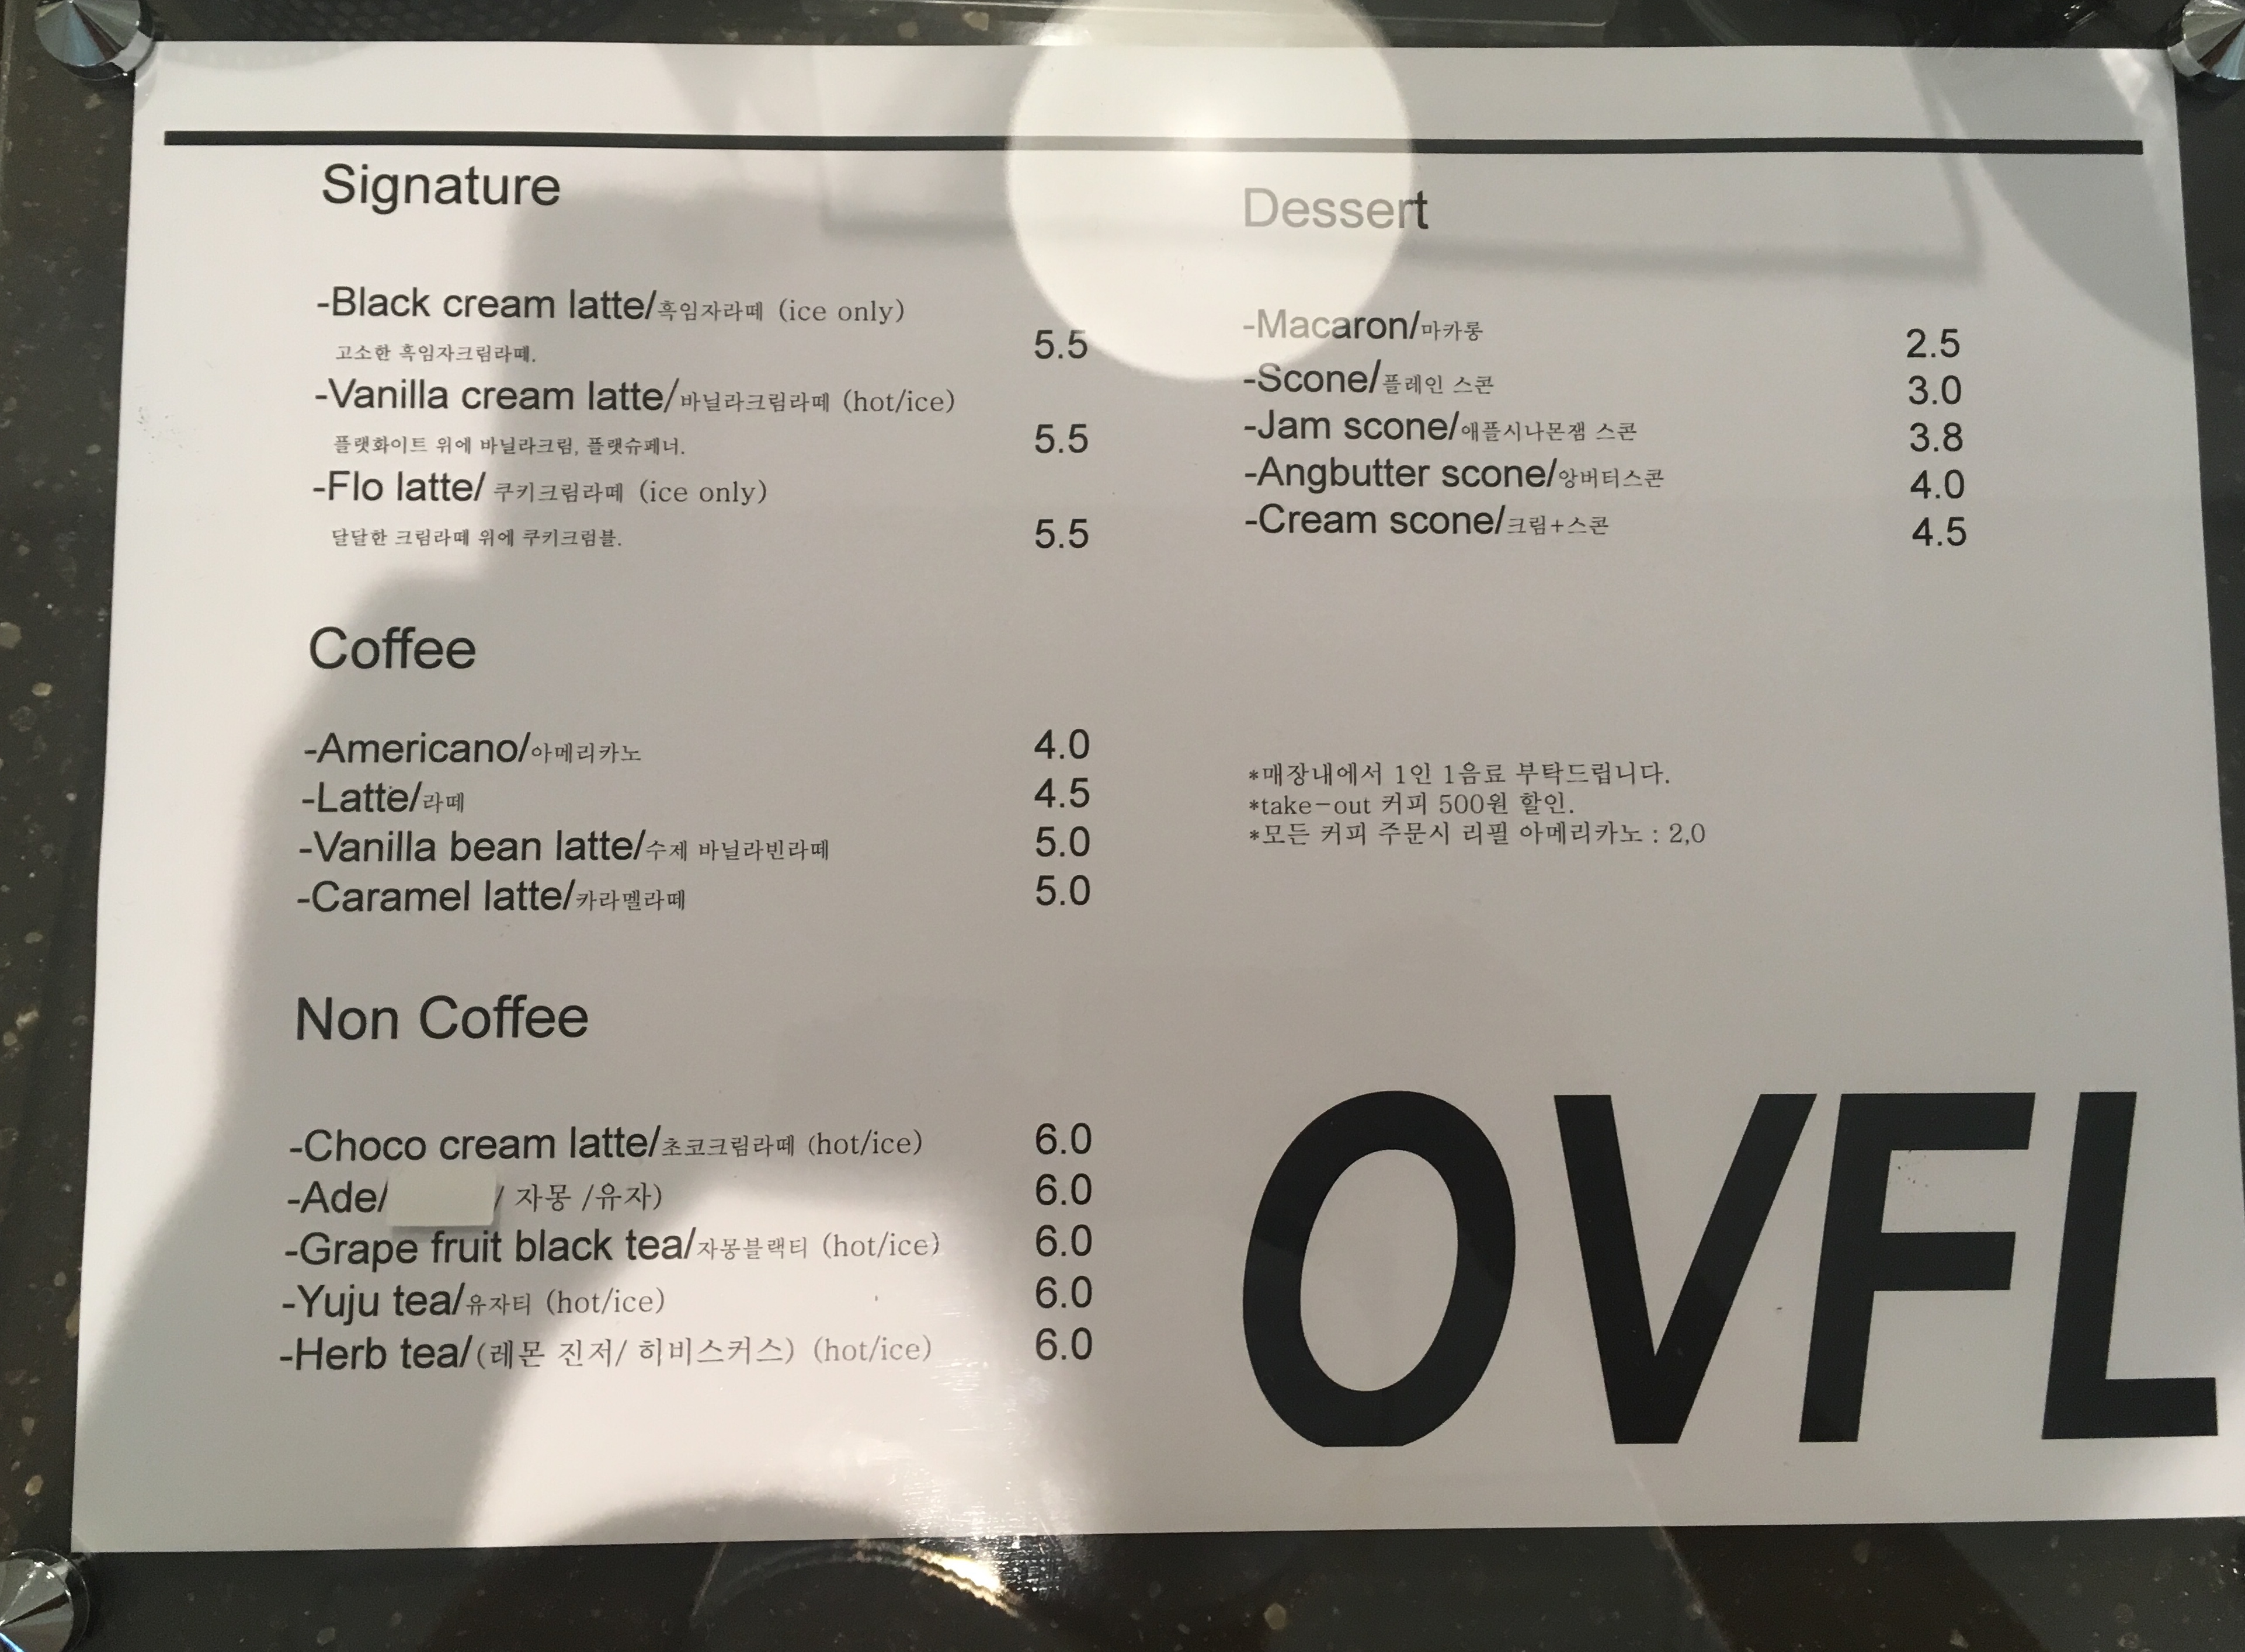 Signature
-Black cream latte/흑임자라떼 (ice only)
고소한 흑임자크림라떼.
5.5
-Vanilla cream latte/바닐라크림라떼 (hot/ice)
플랫화이트 위에 바닐라크림, 플랫슈페너.
5.5
-Flo latte/ 쿠키크림라떼 (ice only)
달달한 크림라떼 위에 쿠키크럼블.
5.5
Coffee
-Americano/아메리카노 4.0
-Latte/라떼 4.5
-Vanilla bean latte/수제 바닐라빈라떼 5.0
-Caramel latte/카라멜라떼 5.0
Non Coffee
-Choco cream latte/초코크림라떼 (hot/ice) 6.0
-Ade/ / 자몽 /유자) 6.0
-Grape fruit black tea/자몽블랙티 (hot/ice) 6.0
-Yuju tea/유자티 (hot/ice) 6.0
-Herb tea/(레몬 진저/ 히비스커스) (hot/ice) 6.0
Dessert
-Macaron/마카롱 2.5
-Scone/플레인 스콘 3.0
-Jam scone/애플시나몬잼 스콘 3.8
-Angbutter scone/앙버터스콘 4.0
-Cream scone/크림+스콘 4.5
*매장내에서 1인 1음료 부탁드립니다.
*take-out 커피 500원 할인.
*모든 커피 주문시 리필 아메리카노 : 2,0
OVFL